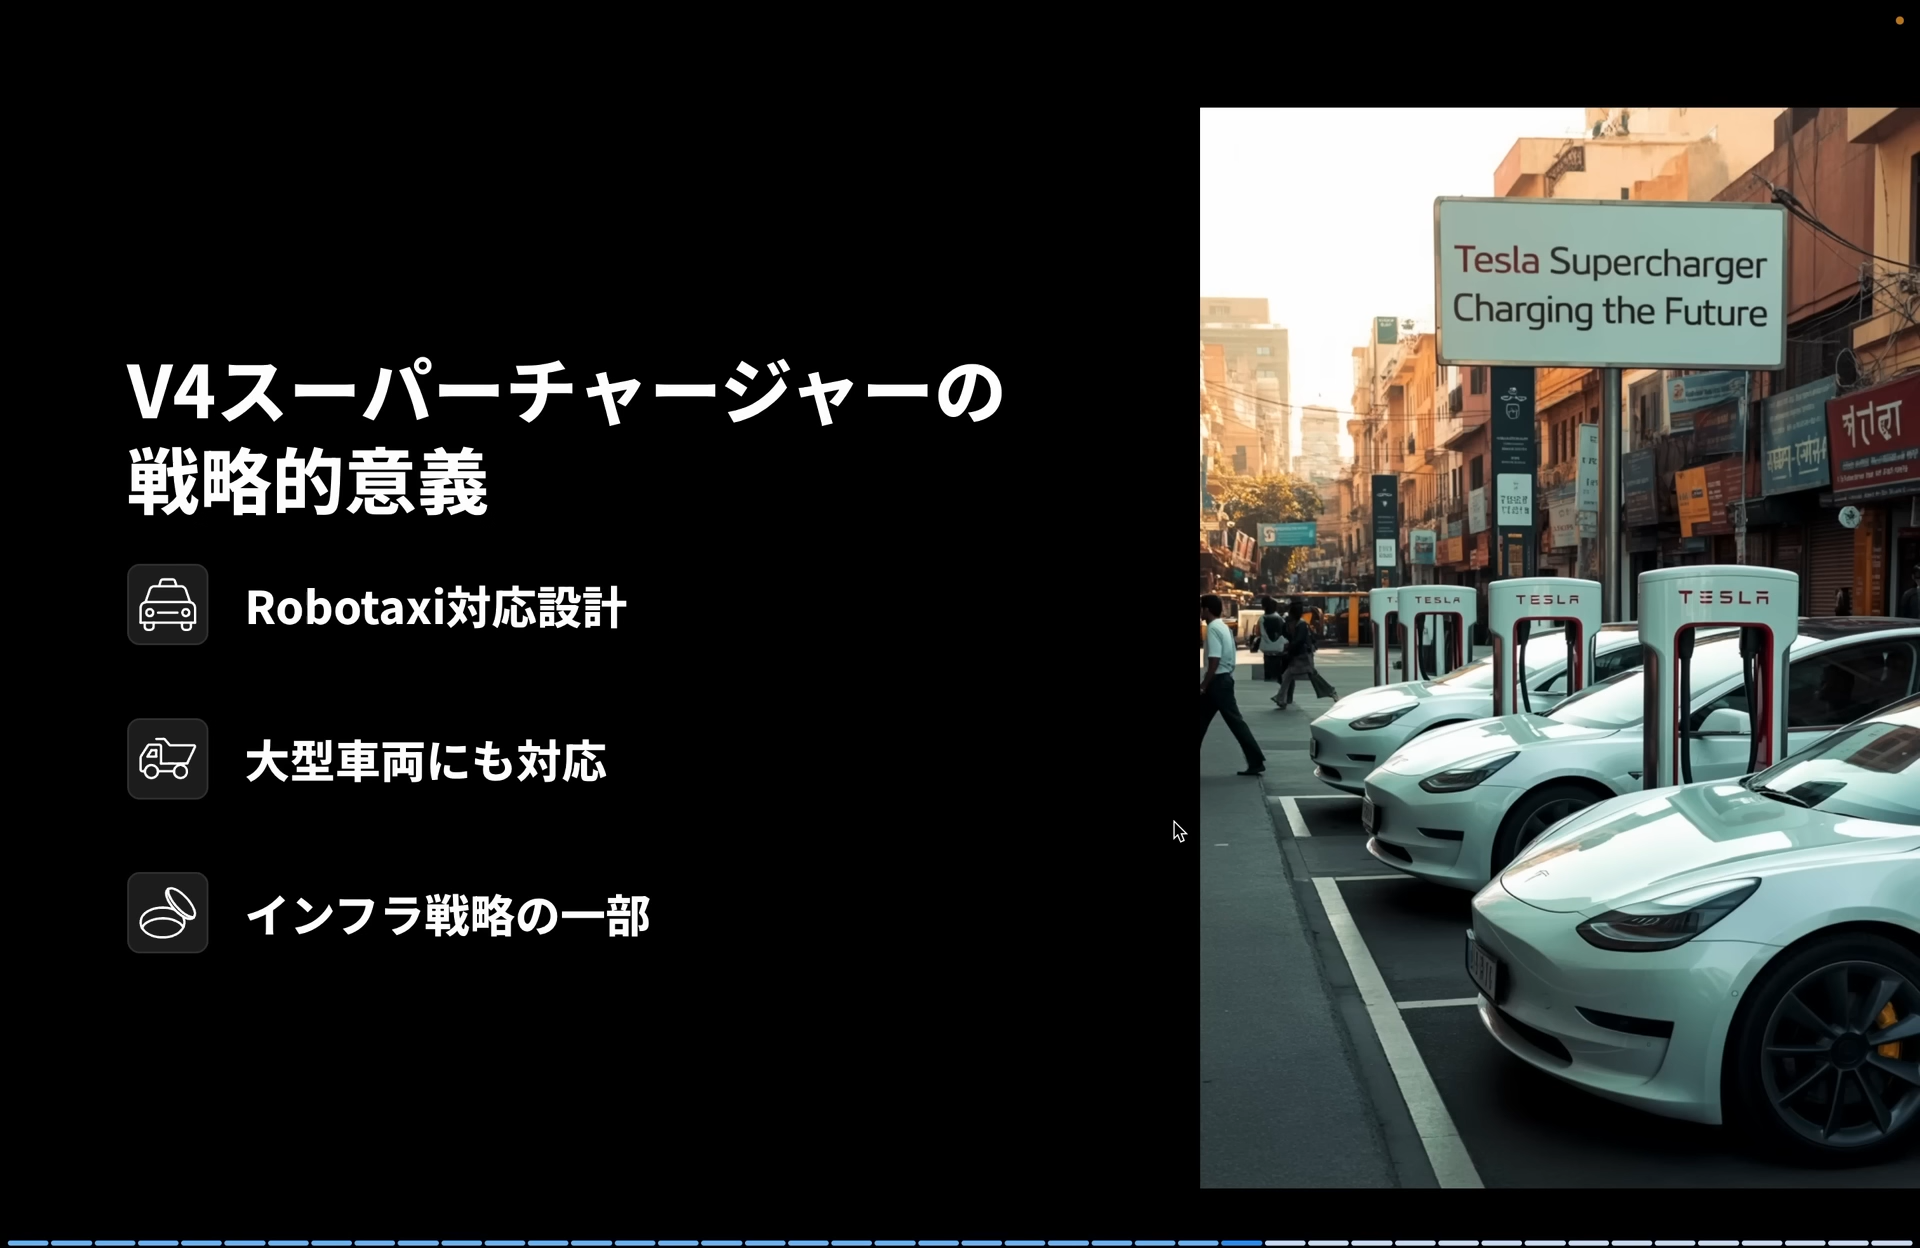 V4スーパーチャージャーの
戦略的意義
Robotaxi対応設計
大型車両にも対応
インフラ戦略の一部
Tesla Supercharger
Charging the Future
TESLA
TESLA
TESLA